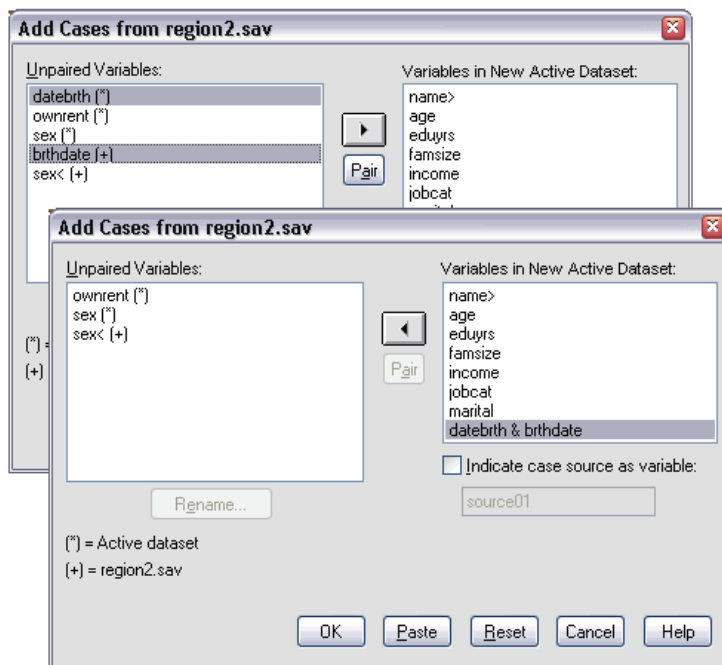 Add Cases from region2.sav
Unpaired Variables:
datebrth (*)
ownrent (*)
sex (*)
brthdate (+)
sex< (+)
Pair
Variables in New Active Dataset:
name>
age
eduyrs
famsize
income
jobcat
(*) =
(+)
Add Cases from region2.sav
Unpaired Variables:
ownrent (*)
sex (*)
sex< (+)
Pair
Variables in New Active Dataset:
name>
age
eduyrs
famsize
income
jobcat
marital
datebrth & brthdate
Indicate case source as variable:
source01
Rename...
(*) = Active dataset
(+) = region2.sav
OK Paste Reset Cancel Help